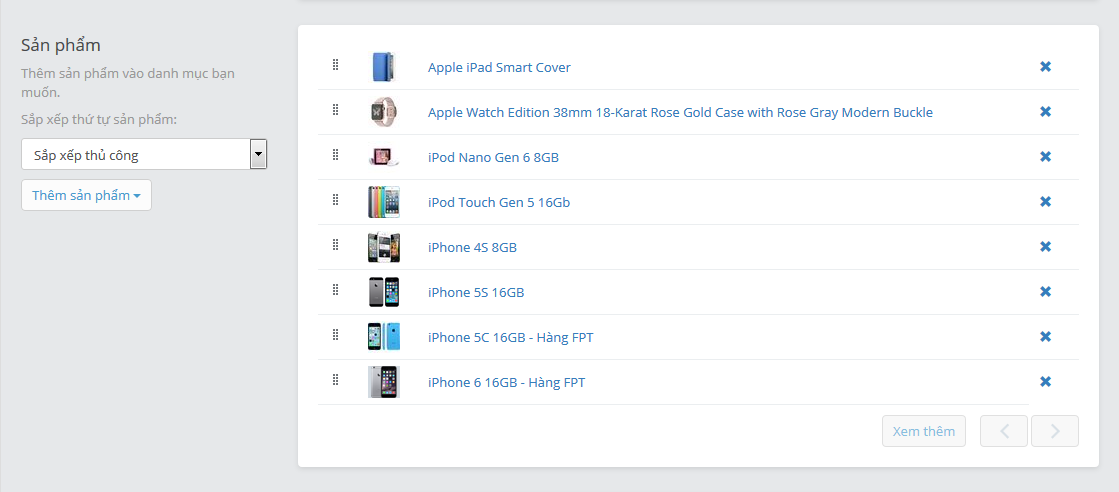 Sản phẩm
Thêm sản phẩm vào danh mục bạn
muốn.
Sắp xếp thứ tự sản phẩm:
Sắp xếp thủ công
Thêm sản phẩm
Apple iPad Smart Cover
Apple Watch Edition 38mm 18-Karat Rose Gold Case with Rose Gray Modern Buckle
iPod Nano Gen 6 8GB
iPod Touch Gen 5 16Gb
iPhone 4S 8GB
iPhone 5S 16GB
iPhone 5C 16GB - Hàng FPT
iPhone 6 16GB - Hàng FPT
Xem thêm